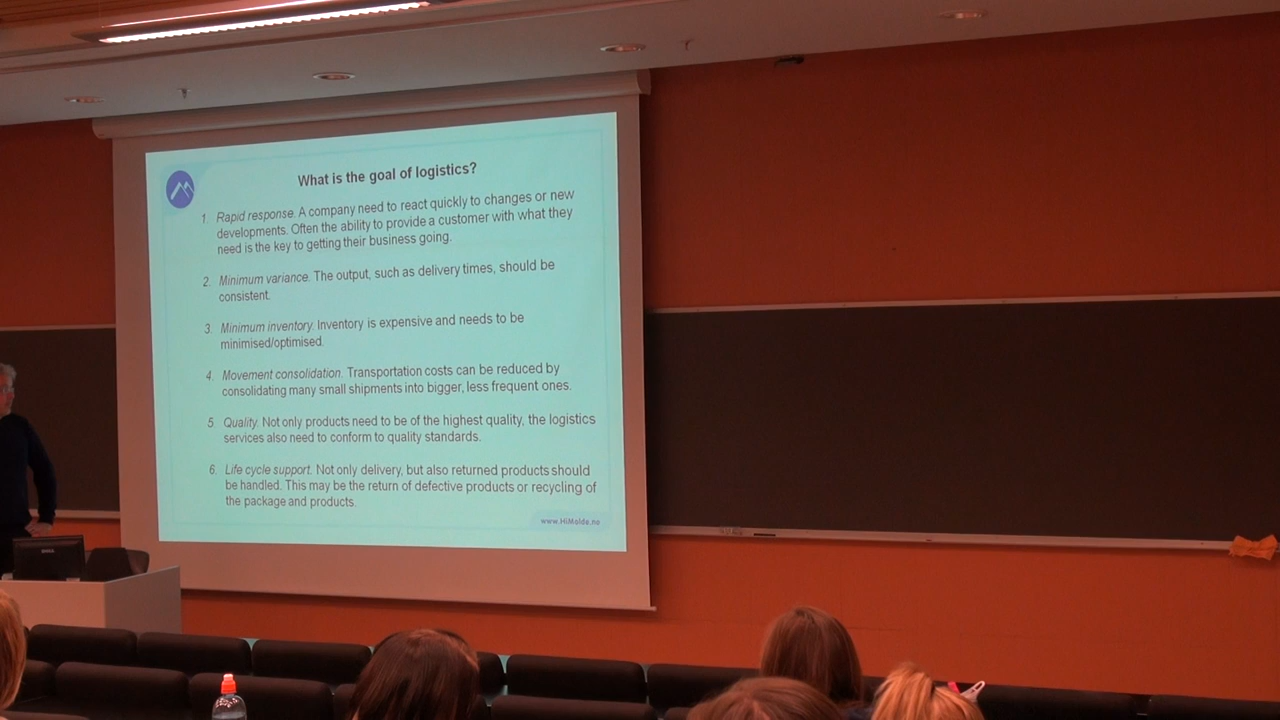 What is the goal of logistics?
1. Rapid response. A company need to react quickly to changes or new
developments. Often the ability to provide a customer with what they
need is the key to getting their business going.
2. Minimum variance. The output, such as delivery times, should be
consistent.
3. Minimum inventory. Inventory is expensive and needs to be
minimised/optimised.
4. Movement consolidation. Transportation costs can be reduced by
consolidating many small shipments into bigger, less frequent ones.
5. Quality. Not only products need to be of the highest quality, the logistics
services also need to conform to quality standards.
6. Life cycle support. Not only delivery, but also returned products should
be handled. This may be the return of defective products or recycling of
the package and products.
www.HiMolde.no
DELL